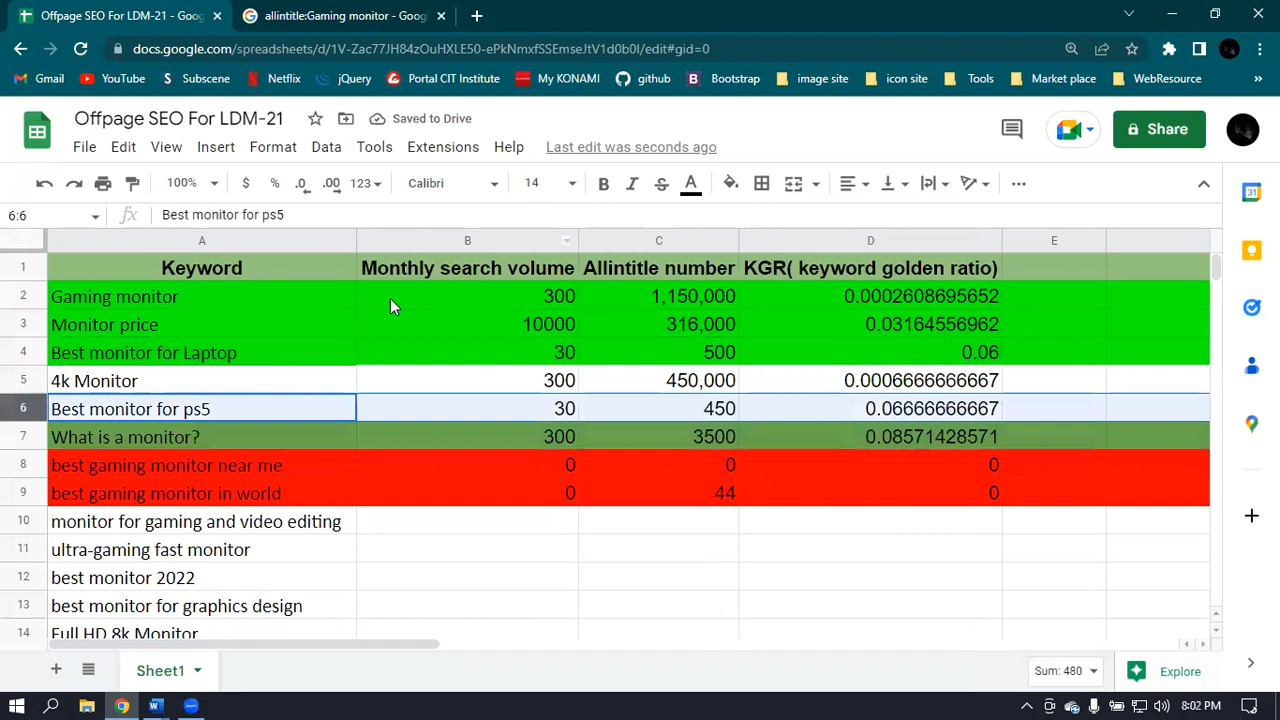 Offpage SEO For LDM-21 - Goog
allintitle:Gaming monitor - Goog
docs.google.com/spreadsheets/d/1V-Zac77JH84zOuHXLE50-ePkNmxfSSEmseJtV1d0b0I/edit#gid=0
Gmail YouTube Subscene Netflix jQuery Portal CIT Institute My KONAMI github Bootstrap image site icon site Tools Market place WebResource
Offpage SEO For LDM-21 Saved to Drive Share
File Edit View Insert Format Data Tools Extensions Help Last edit was seconds ago
100% $ % .0 .00 123 Calibri 14 B I S A
6:6 fx Best monitor for ps5
A B C D E
1 Keyword Monthly search volume Allintitle number KGR( keyword golden ratio)
2 Gaming monitor 300 1,150,000 0.0002608695652
3 Monitor price 10000 316,000 0.03164556962
4 Best monitor for Laptop 30 500 0.06
5 4k Monitor 300 450,000 0.0006666666667
6 Best monitor for ps5 30 450 0.06666666667
7 What is a monitor? 300 3500 0.08571428571
8 best gaming monitor near me 0 0 0
9 best gaming monitor in world 0 44 0
10 monitor for gaming and video editing
11 ultra-gaming fast monitor
12 best monitor 2022
13 best monitor for graphics design
14 Full HD 8k Monitor
Sheet1 Sum: 480 Explore
8:02 PM